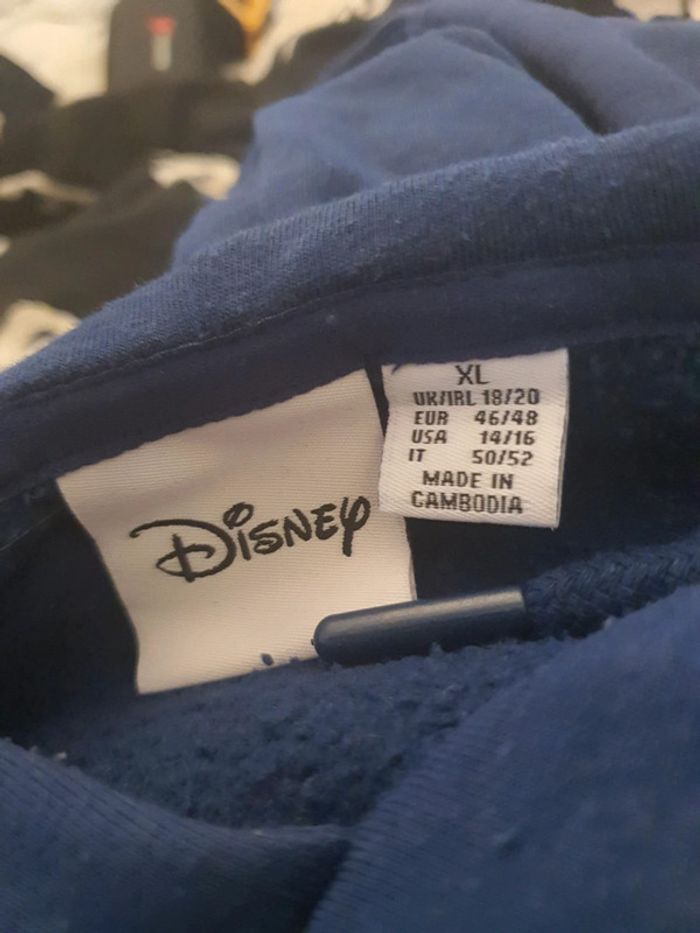 Disney
XL
UK/IRL 18/20
EUR 46/48
USA 14/16
IT 50/52
MADE IN
CAMBODIA